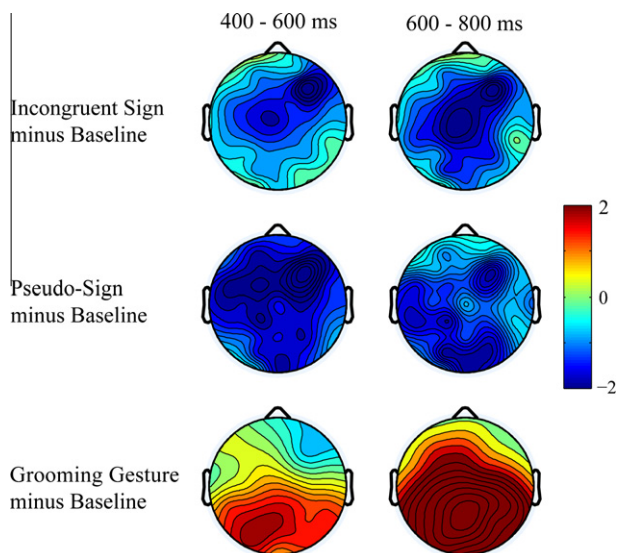 400 - 600 ms
600 - 800 ms
Incongruent Sign
minus Baseline
Pseudo-Sign
minus Baseline
Grooming Gesture
minus Baseline
2
0
−2